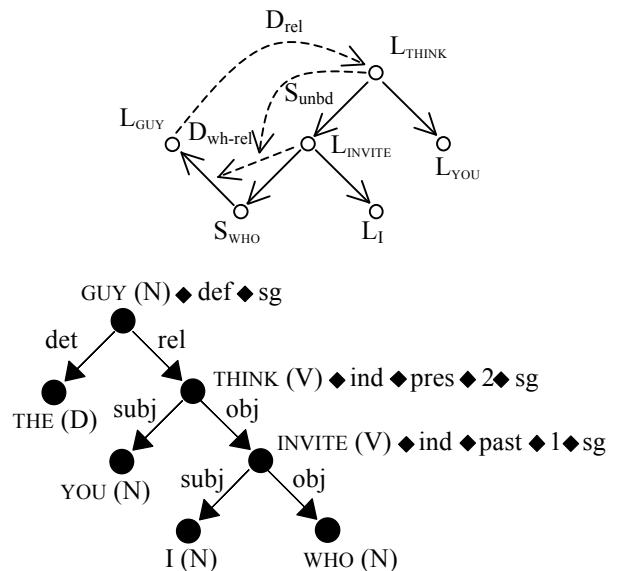 D_rel
L_THINK
S_unbd
L_GUY
D_wh-rel
L_INVITE
L_YOU
S_WHO
L_I
GUY (N) ◆ def ◆ sg
det rel
THINK (V) ◆ ind ◆ pres ◆ 2 ◆ sg
THE (D)
subj obj
INVITE (V) ◆ ind ◆ past ◆ 1 ◆ sg
YOU (N)
subj obj
I (N) WHO (N)